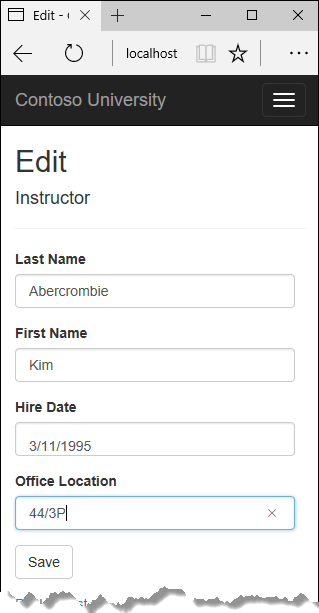 Edit - 
localhost
Contoso University
Edit
Instructor
Last Name
Abercrombie
First Name
Kim
Hire Date
3/11/1995
Office Location
44/3P
Save